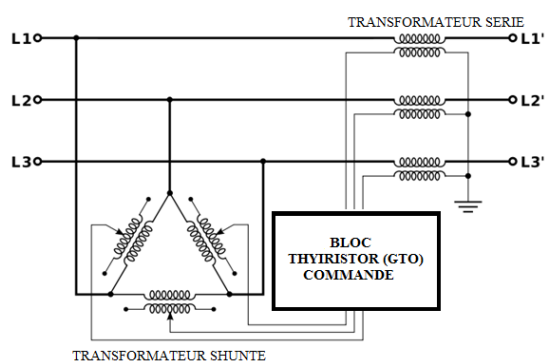 TRANSFORMATEUR SERIE
L1 L1'
L2 L2'
L3 L3'
BLOC
THYIRISTOR (GTO)
COMMANDE
TRANSFORMATEUR SHUNTE